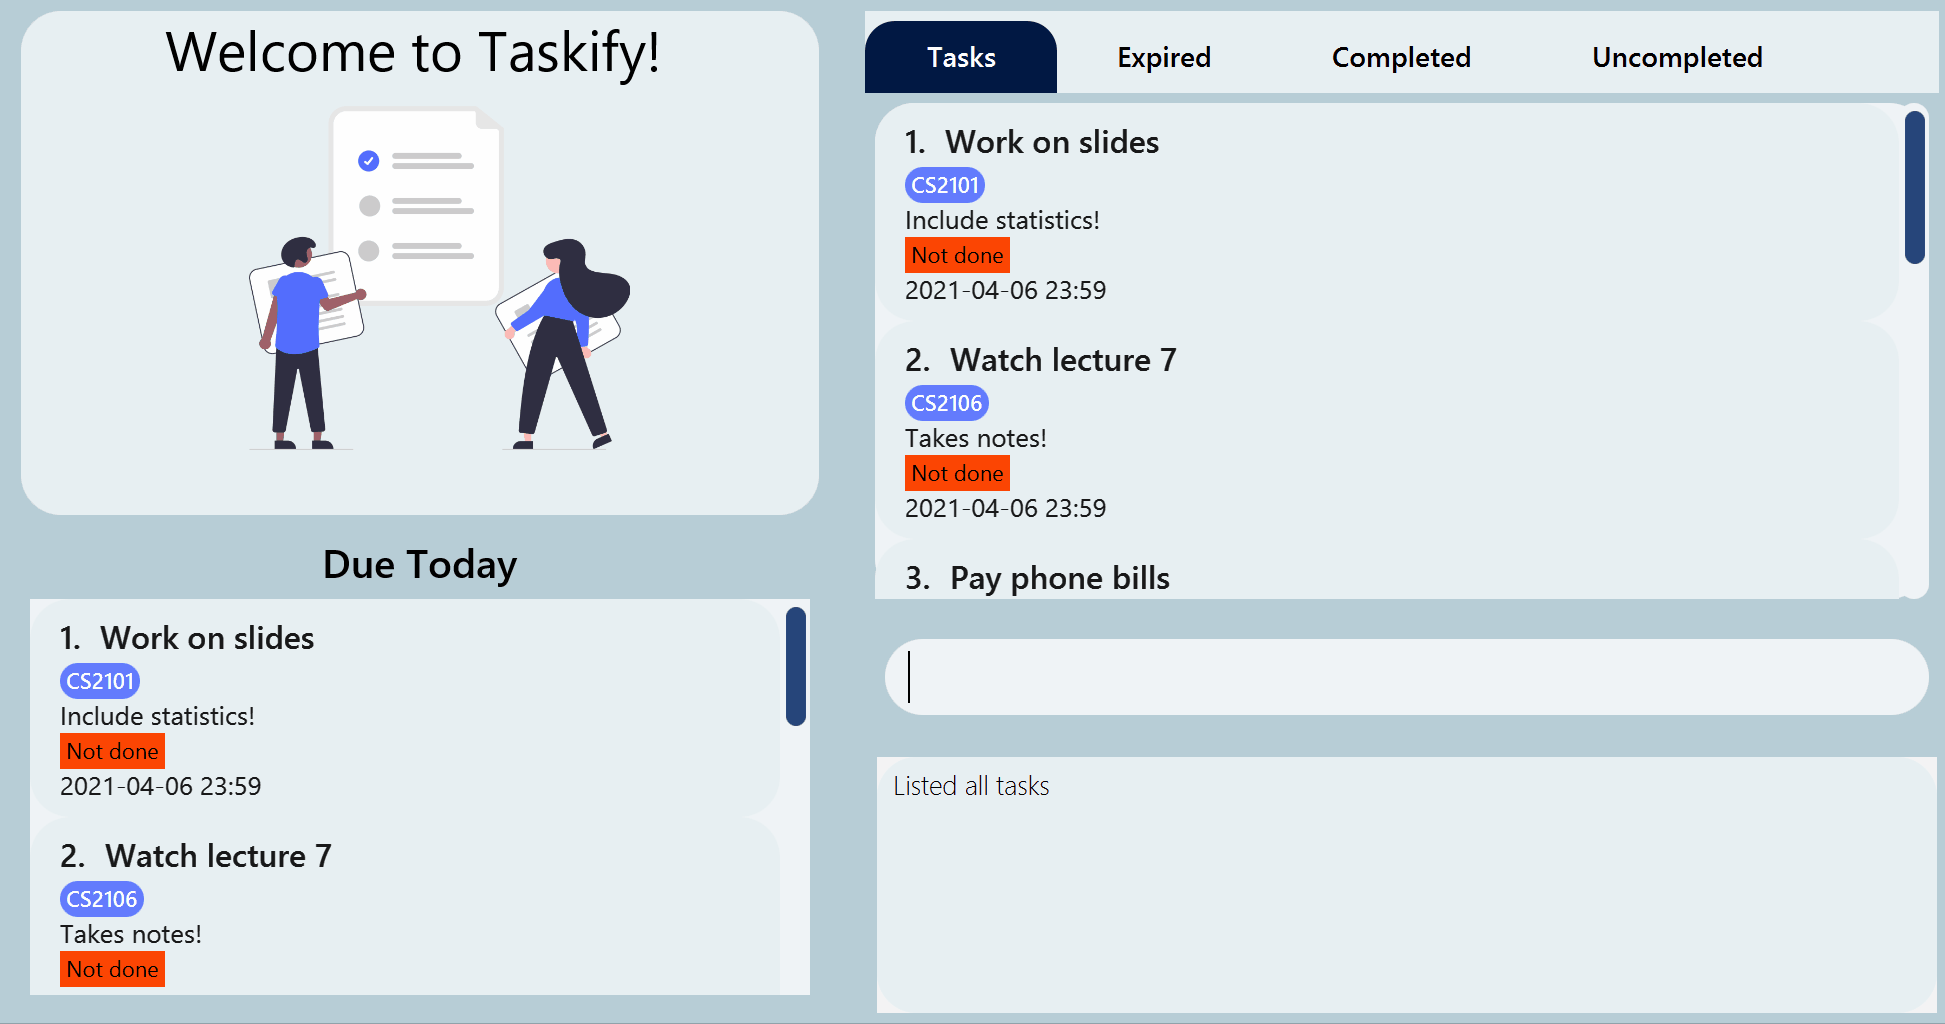 Welcome to Taskify!
Due Today
1. Work on slides
CS2101
Include statistics!
Not done
2021-04-06 23:59
2. Watch lecture 7
CS2106
Takes notes!
Not done
Tasks Expired Completed Uncompleted
1. Work on slides
CS2101
Include statistics!
Not done
2021-04-06 23:59
2. Watch lecture 7
CS2106
Takes notes!
Not done
2021-04-06 23:59
3. Pay phone bills
Listed all tasks